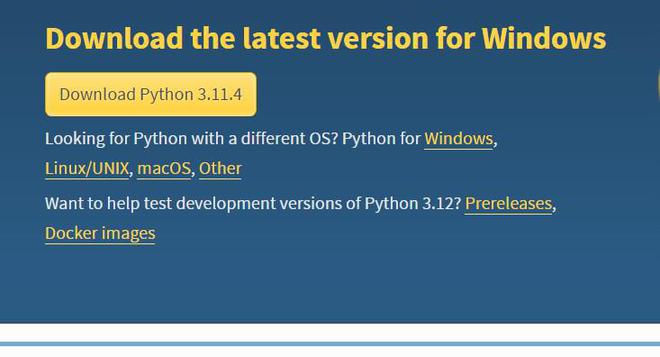 Download the latest version for Windows
Download Python 3.11.4
Looking for Python with a different OS? Python for Windows,
Linux/UNIX, macOS, Other
Want to help test development versions of Python 3.12? Prereleases,
Docker images